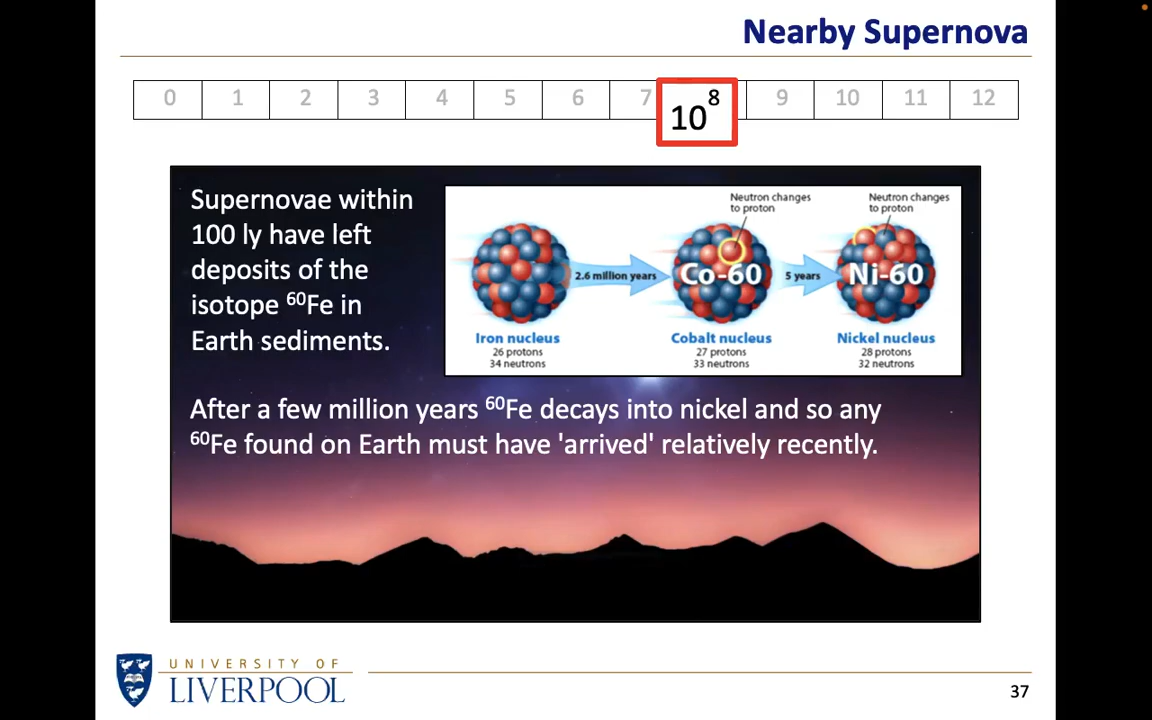 Nearby Supernova
0 1 2 3 4 5 6 7 10⁸ 9 10 11 12
Supernovae within
100 ly have left
deposits of the
isotope ⁶⁰Fe in
Earth sediments.
Neutron changes
to proton
Neutron changes
to proton
2.6 million years
Co-60
5 years
Ni-60
Iron nucleus
26 protons
34 neutrons
Cobalt nucleus
27 protons
33 neutrons
Nickel nucleus
28 protons
32 neutrons
After a few million years ⁶⁰Fe decays into nickel and so any
⁶⁰Fe found on Earth must have 'arrived' relatively recently.
UNIVERSITY OF
LIVERPOOL
37